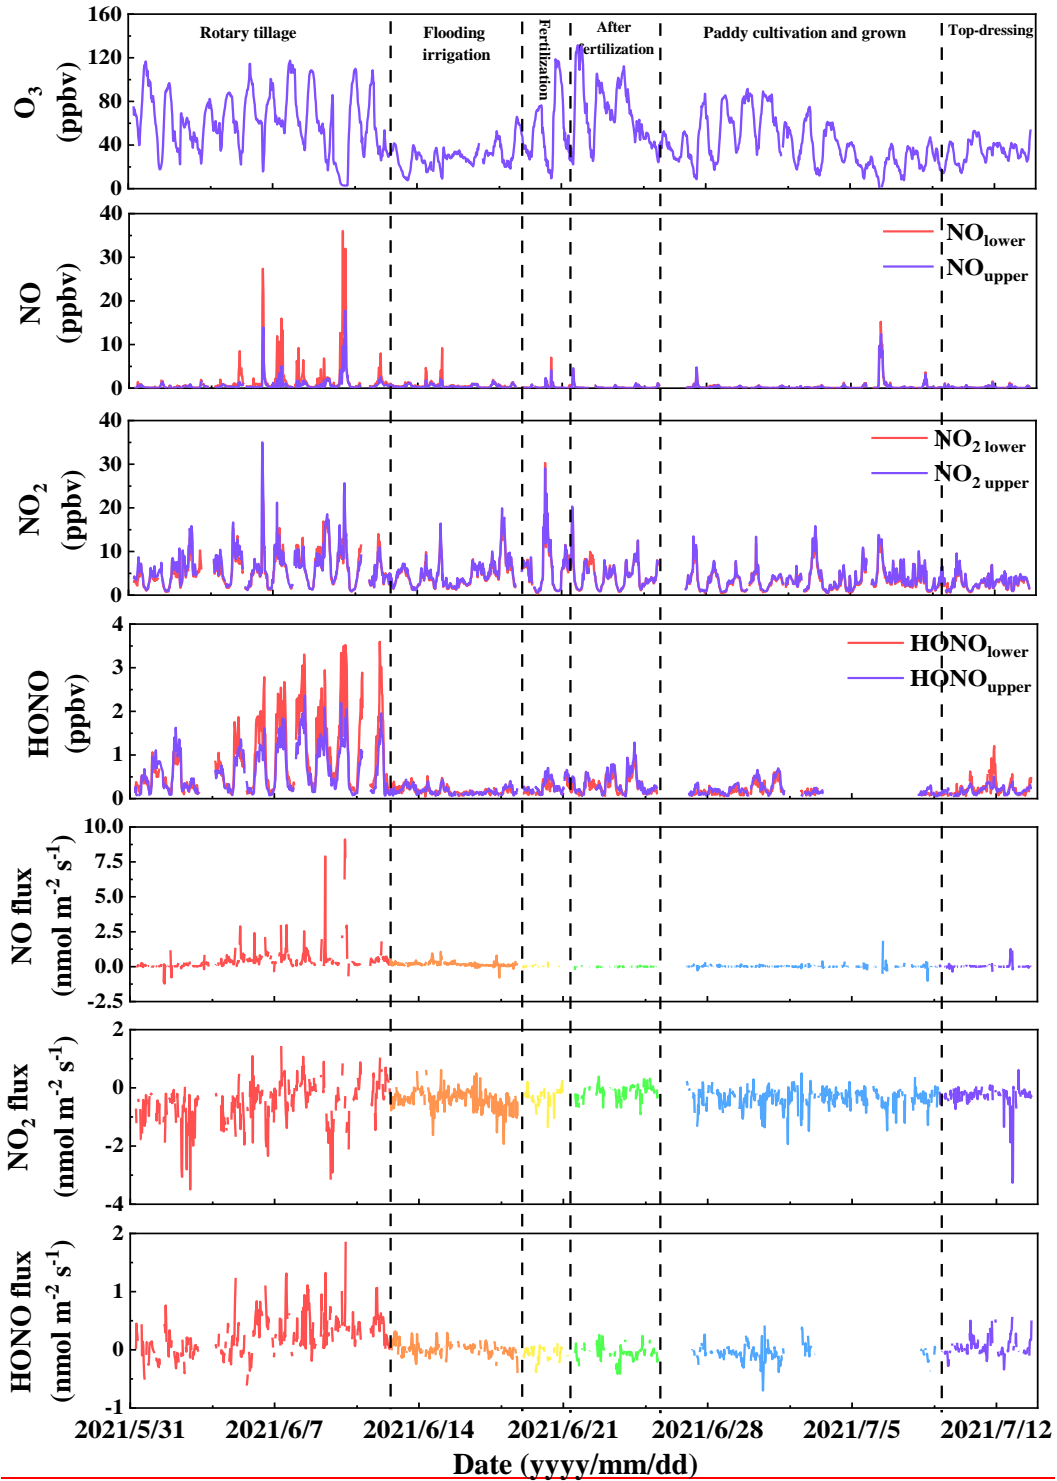 Rotary tillage
Flooding
irrigation
Fertilization
After
fertilization
Paddy cultivation and grown
Top-dressing
O3
(ppbv)
160
120
80
40
0
NO
(ppbv)
40
30
20
10
0
NOlower
NOupper
NO2
(ppbv)
40
30
20
10
0
NO2 lower
NO2 upper
HONO
(ppbv)
4
3
2
1
0
HONOlower
HONOupper
NO flux
(nmol m-2 s-1)
10.0
7.5
5.0
2.5
0.0
-2.5
NO2 flux
(nmol m-2 s-1)
2
0
-2
-4
HONO flux
(nmol m-2 s-1)
2
1
0
-1
2021/5/31
2021/6/7
2021/6/14
2021/6/21
2021/6/28
2021/7/5
2021/7/12
Date (yyyy/mm/dd)